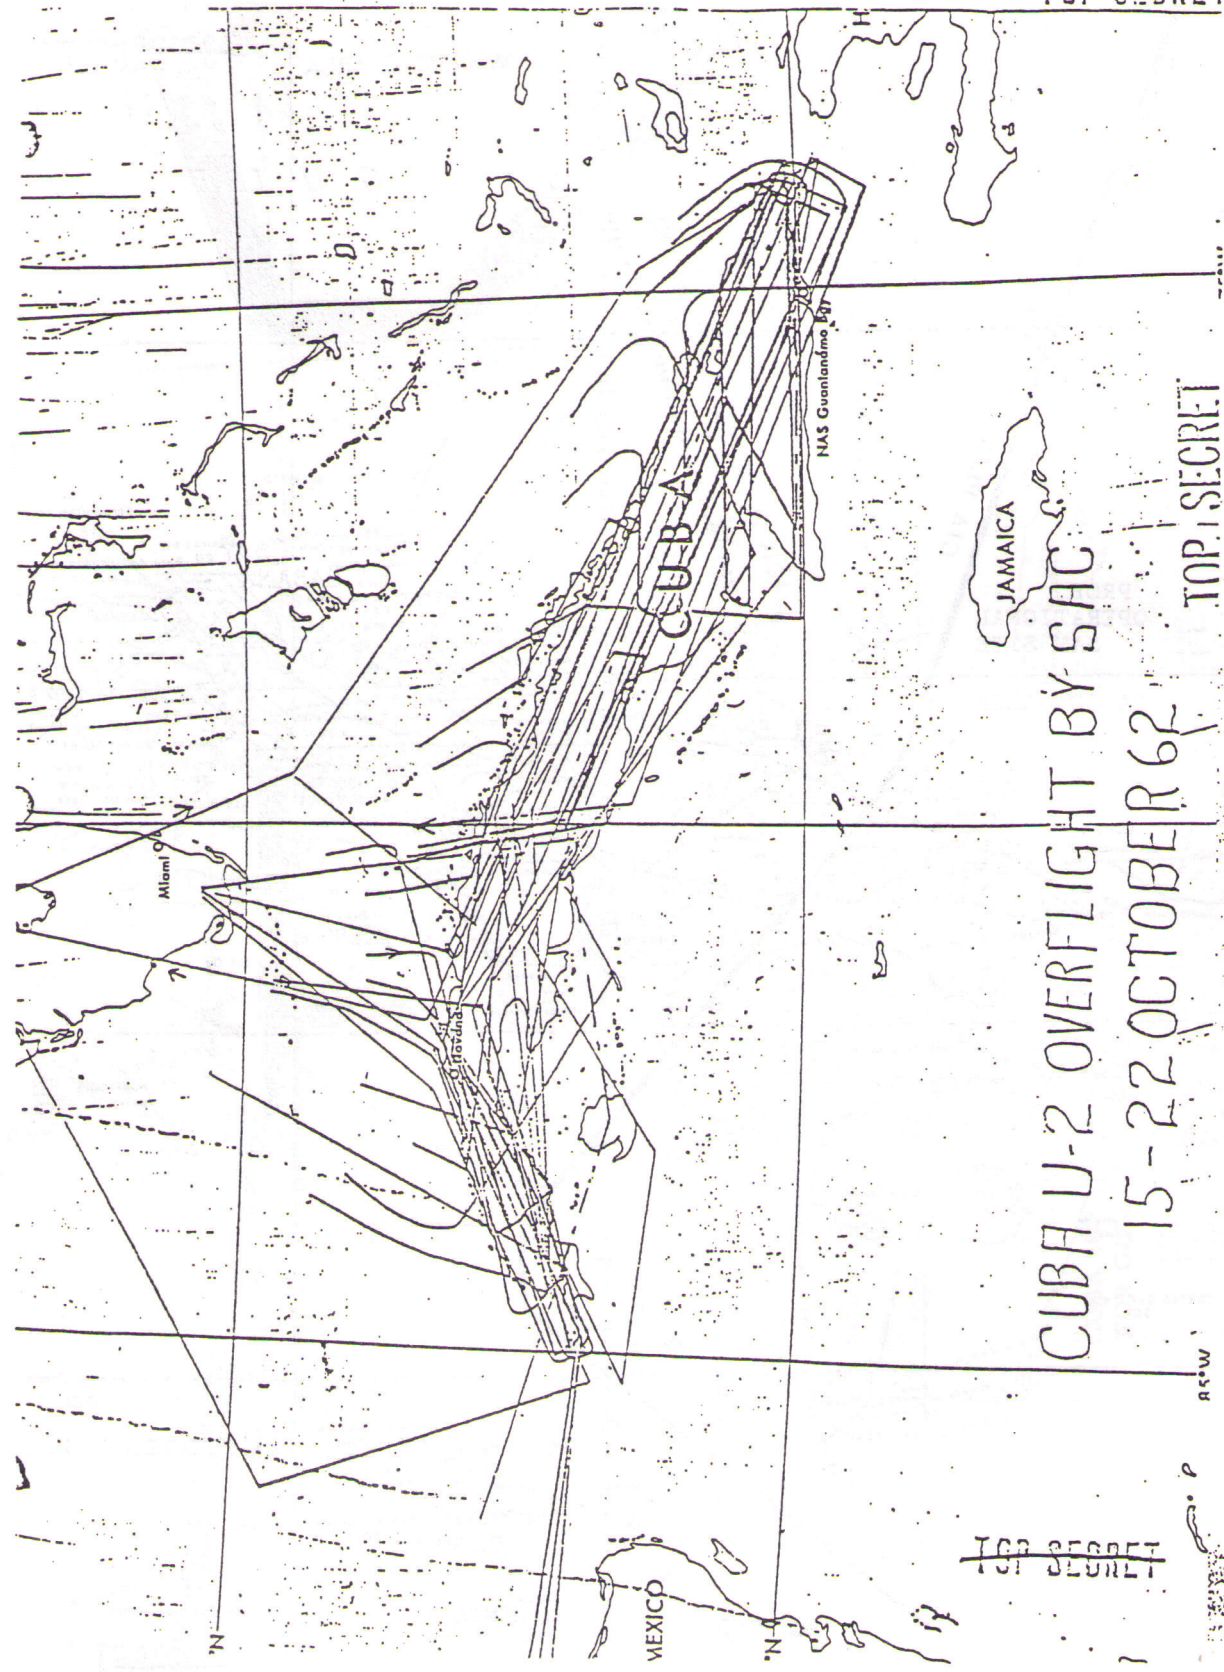 TOP SECRET
Miami
Havana
CUBA
NAS Guantanamo Bay
JAMAICA
MEXICO
°N
°N
85°W
CUBA U-2 OVERFLIGHT BY SAC
15-22 OCTOBER 62
TOP SECRET
TOP SECRET